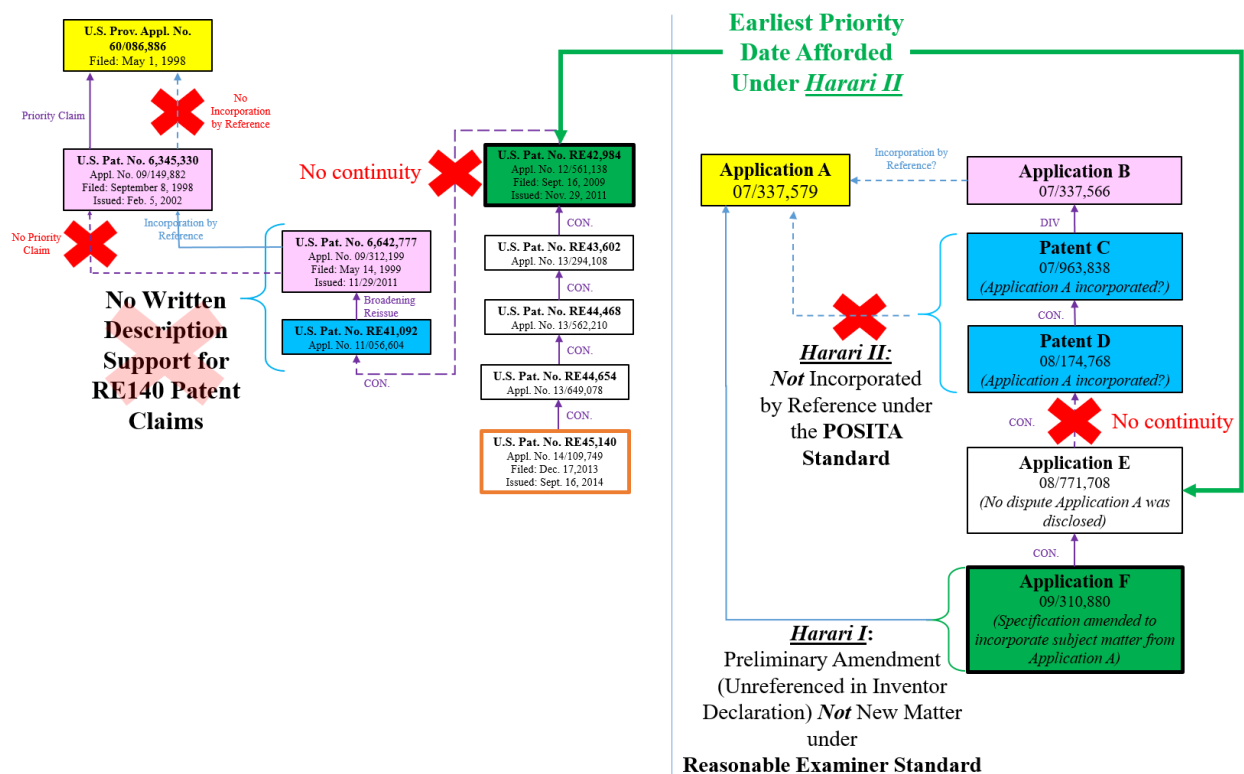 U.S. Prov. Appl. No.
60/086,886
Filed: May 1, 1998
Priority Claim
No
Incorporation
by Reference
U.S. Pat. No. 6,345,330
Appl. No. 09/149,882
Filed: September 8, 1998
Issued: Feb. 5, 2002
No Priority
Claim
Incorporation by
Reference
U.S. Pat. No. 6,642,777
Appl. No. 09/312,199
Filed: May 14, 1999
Issued: 11/29/2011
Broadening
Reissue
U.S. Pat. No. RE41,092
Appl. No. 11/056,604
No Written
Description
Support for
RE140 Patent
Claims
No continuity
CON.
U.S. Pat. No. RE42,984
Appl. No. 12/561,138
Filed: Sept. 16, 2009
Issued: Nov. 29, 2011
CON.
U.S. Pat. No. RE43,602
Appl. No. 13/294,108
CON.
U.S. Pat. No. RE44,468
Appl. No. 13/562,210
CON.
U.S. Pat. No. RE44,654
Appl. No. 13/649,078
CON.
U.S. Pat. No. RE45,140
Appl. No. 14/109,749
Filed: Dec. 17,2013
Issued: Sept. 16, 2014
Earliest Priority
Date Afforded
Under Harari II
Application A
07/337,579
Incorporation by
Reference?
Application B
07/337,566
DIV
Patent C
07/963,838
(Application A incorporated?)
CON.
Patent D
08/174,768
(Application A incorporated?)
Harari II:
Not Incorporated
by Reference under
the POSITA
Standard
CON.
No continuity
Application E
08/771,708
(No dispute Application A was
disclosed)
CON.
Application F
09/310,880
(Specification amended to
incorporate subject matter from
Application A)
Harari I:
Preliminary Amendment
(Unreferenced in Inventor
Declaration) Not New Matter
under
Reasonable Examiner Standard